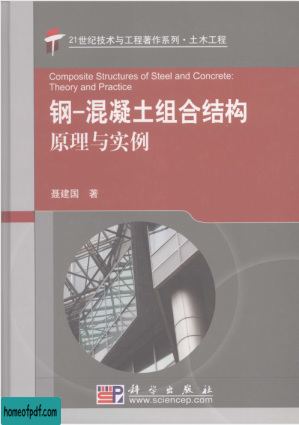 21世纪技术与工程著作系列·土木工程
Composite Structures of Steel and Concrete:
Theory and Practice
钢-混凝土组合结构
原理与实例
聂建国 著
科学出版社
www.sciencep.com
homeofpdf.com